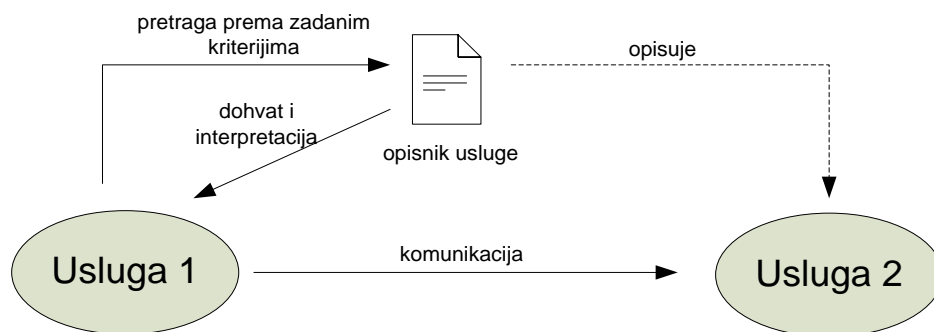 pretraga prema zadanim
kriterijima
opisuje
dohvat i
interpretacija
opisnik usluge
komunikacija
Usluga 1
Usluga 2